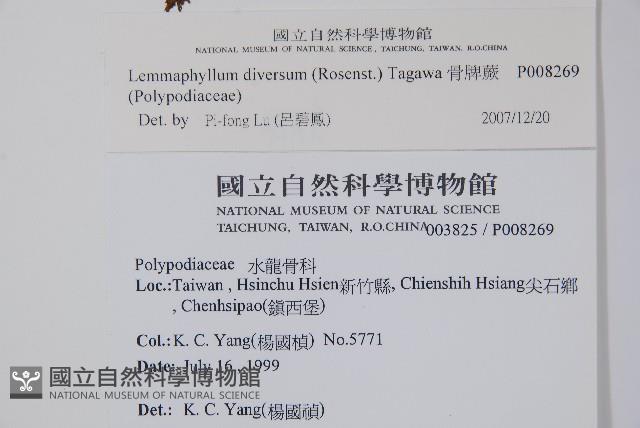 國立自然科學博物館
NATIONAL MUSEUM OF NATURAL SCIENCE, TAICHUNG, TAIWAN, R.O.CHINA
Lemmaphyllum diversum (Rosenst.) Tagawa 骨牌蕨 P008269
(Polypodiaceae)
Det. by Pi-fong Lu (呂碧鳳) 2007/12/20
國立自然科學博物館
NATIONAL MUSEUM OF NATURAL SCIENCE
TAICHUNG, TAIWAN, R.O.CHINA 003825 / P008269
Polypodiaceae 水龍骨科
Loc.:Taiwan , Hsinchu Hsien新竹縣, Chienshih Hsiang尖石鄉
, Chenhsipao(鎮西堡)
Col.:K. C. Yang(楊國楨) No.5771
Date: July 16, 1999
國立自然科學博物館
NATIONAL MUSEUM OF NATURAL SCIENCE
Det.: K. C. Yang(楊國禎)